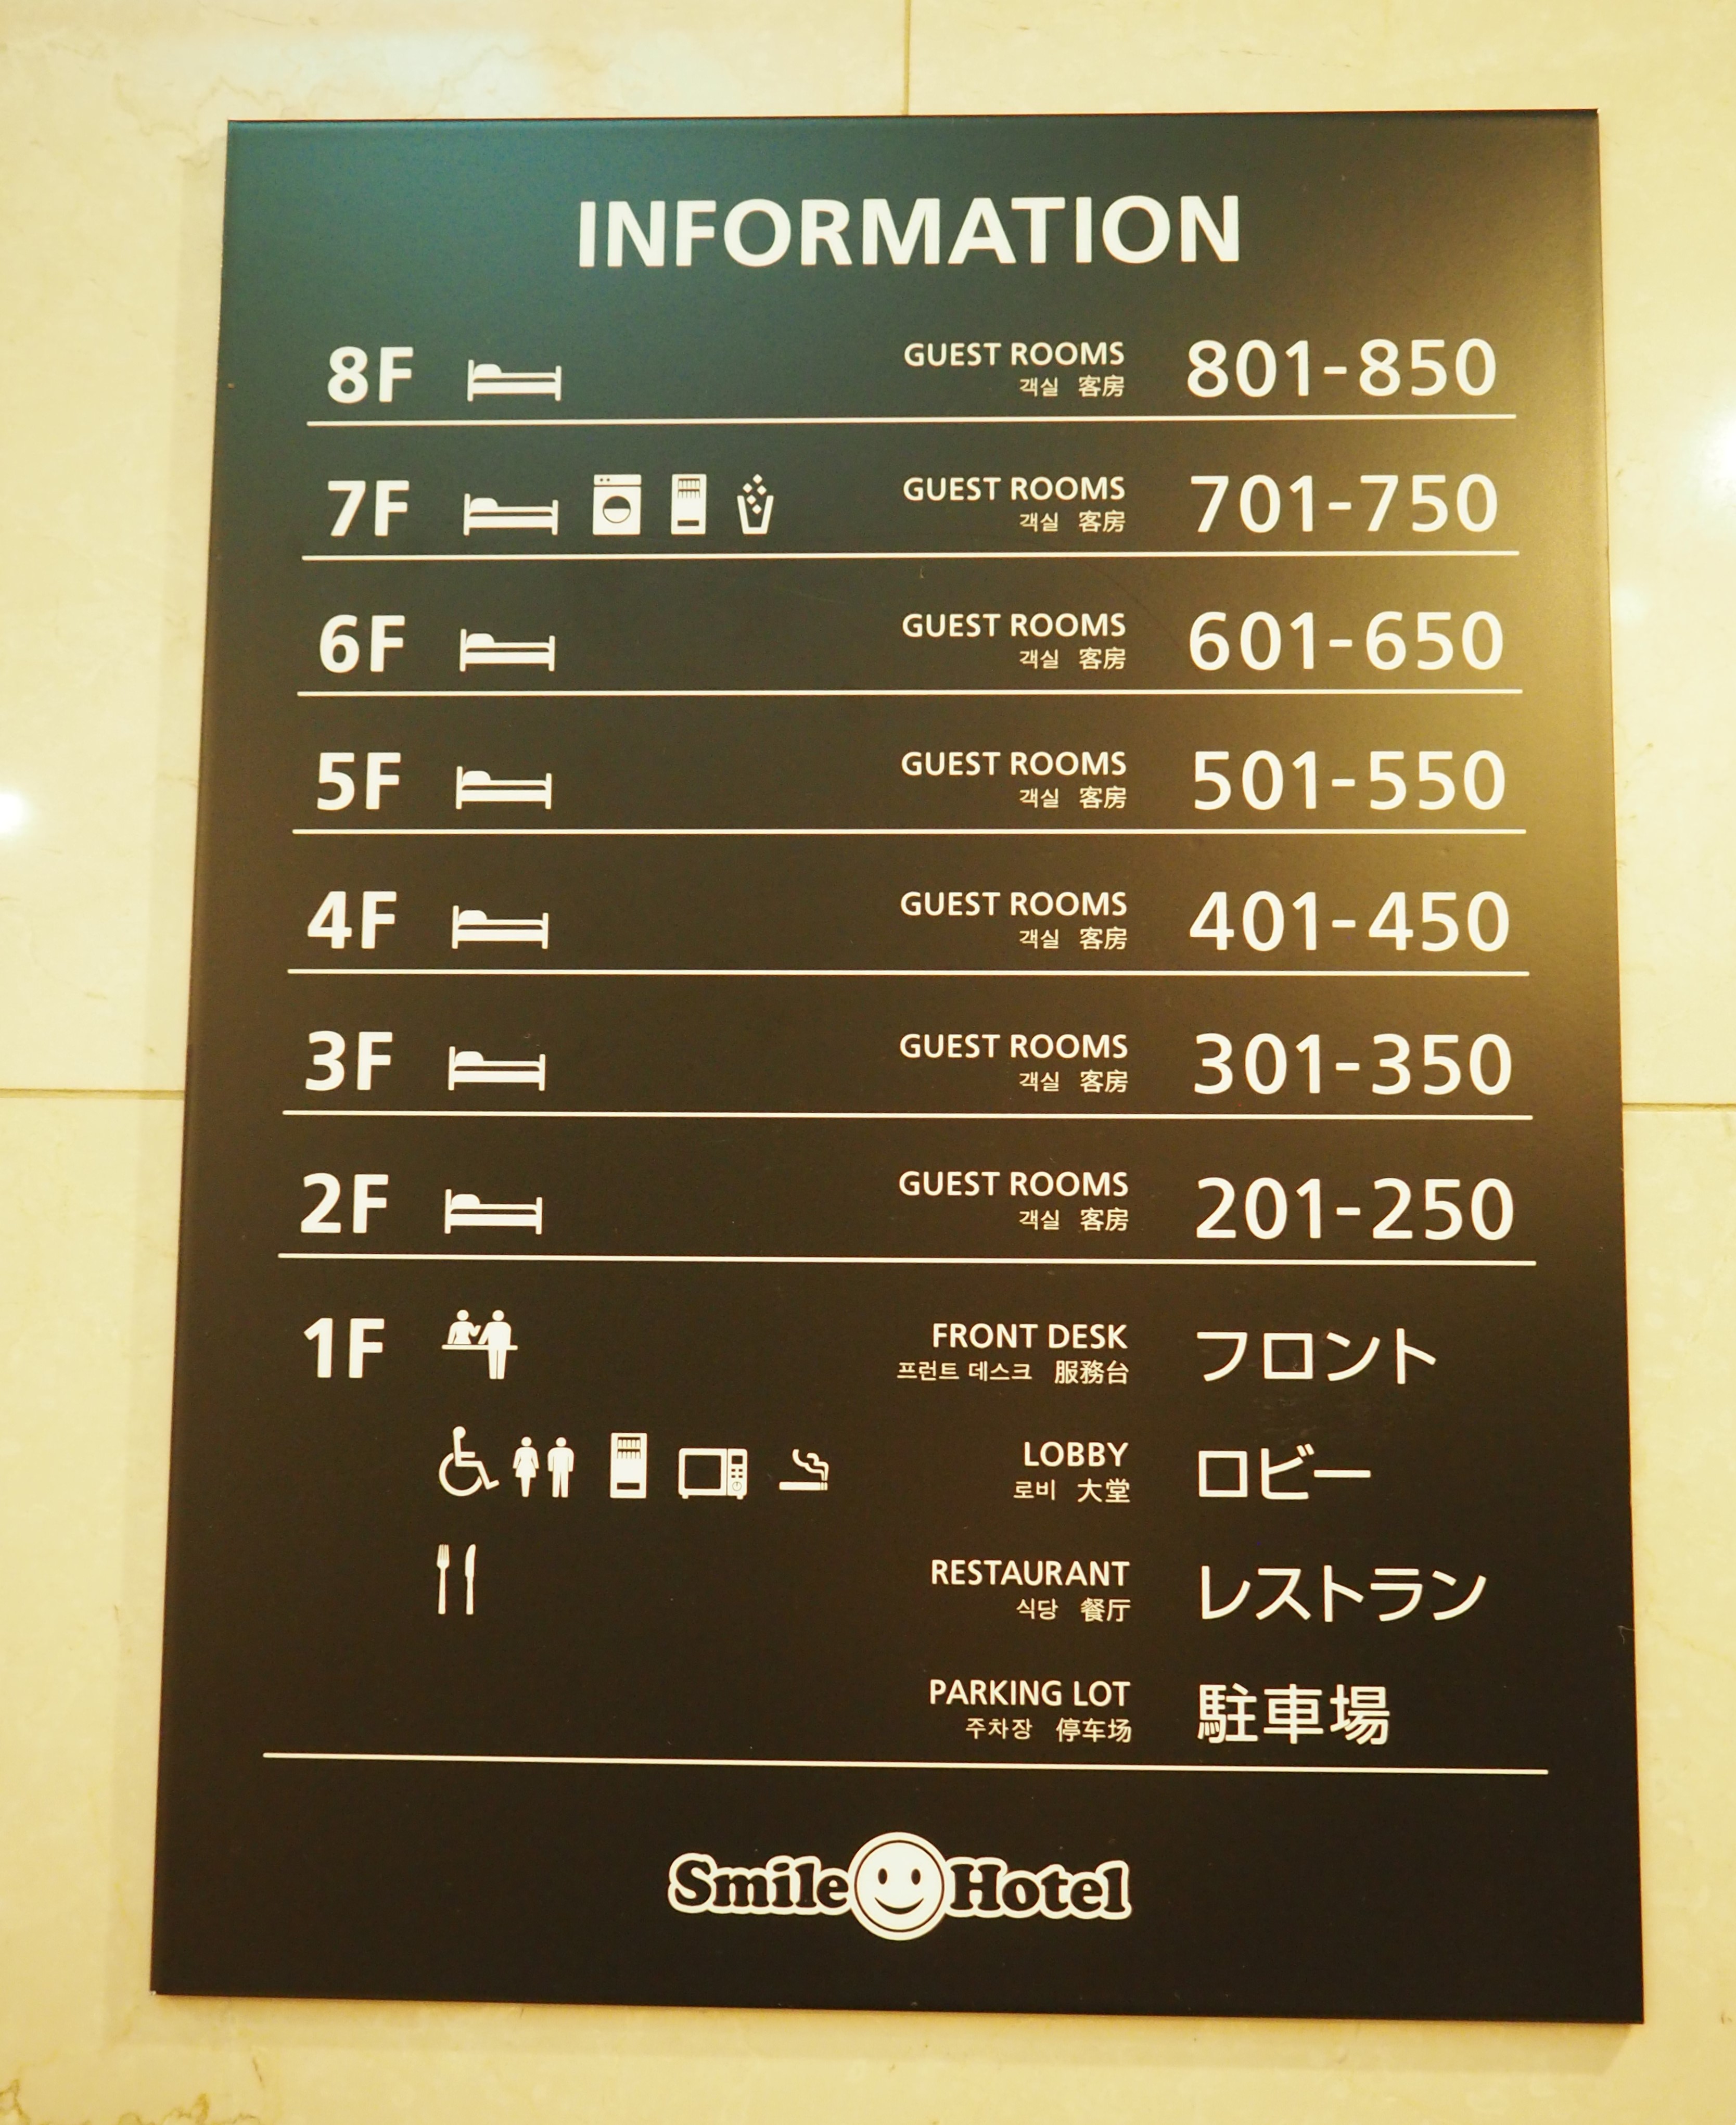 INFORMATION
8F GUEST ROOMS 801-850
객실 客房
7F GUEST ROOMS 701-750
객실 客房
6F GUEST ROOMS 601-650
객실 客房
5F GUEST ROOMS 501-550
객실 客房
4F GUEST ROOMS 401-450
객실 客房
3F GUEST ROOMS 301-350
객실 客房
2F GUEST ROOMS 201-250
객실 客房
1F FRONT DESK フロント
프런트 데스크 服務台
LOBBY ロビー
로비 大堂
RESTAURANT レストラン
식당 餐厅
PARKING LOT 駐車場
주차장 停车场
Smile Hotel